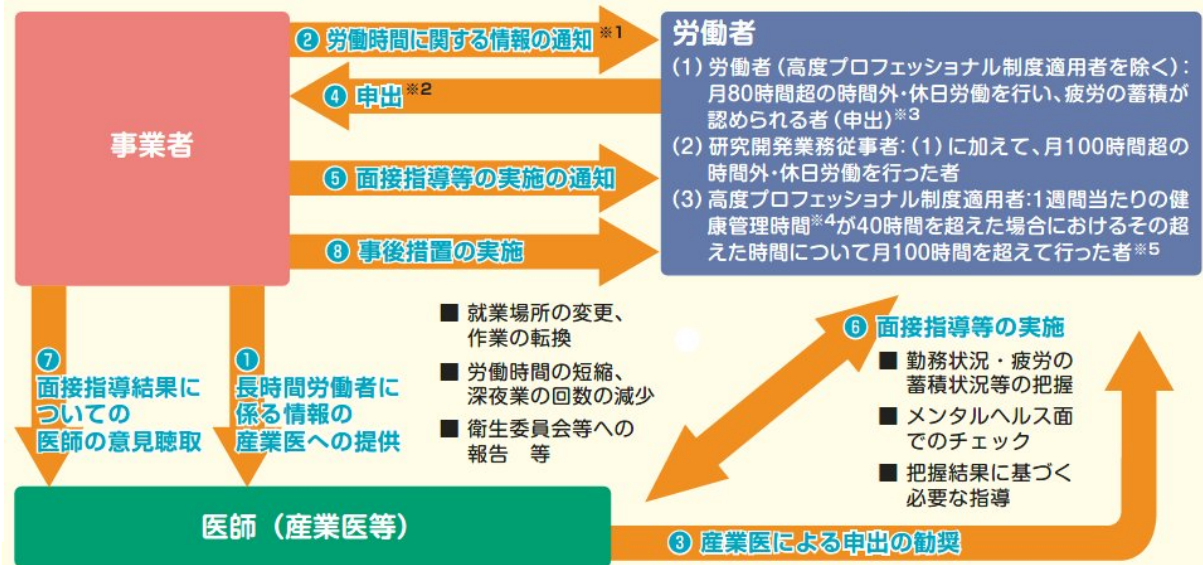 ② 労働時間に関する情報の通知※1
④ 申出※2
事業者
⑤ 面接指導等の実施の通知
⑧ 事後措置の実施
労働者
(1) 労働者(高度プロフェッショナル制度適用者を除く):
月80時間超の時間外・休日労働を行い、疲労の蓄積が
認められる者(申出)※3
(2) 研究開発業務従事者:(1)に加えて、月100時間超の
時間外・休日労働を行った者
(3) 高度プロフェッショナル制度適用者:1週間当たりの健
康管理時間※4が40時間を超えた場合におけるその超
えた時間について月100時間を超えて行った者※5
⑦
面接指導結果に
ついての
医師の意見聴取
①
長時間労働者に
係る情報の
産業医への提供
■ 就業場所の変更、
作業の転換
■ 労働時間の短縮、
深夜業の回数の減少
■ 衛生委員会等への
報告 等
⑥ 面接指導等の実施
■ 勤務状況・疲労の
蓄積状況等の把握
■ メンタルヘルス面
でのチェック
■ 把握結果に基づく
必要な指導
医師(産業医等)
③ 産業医による申出の勧奨